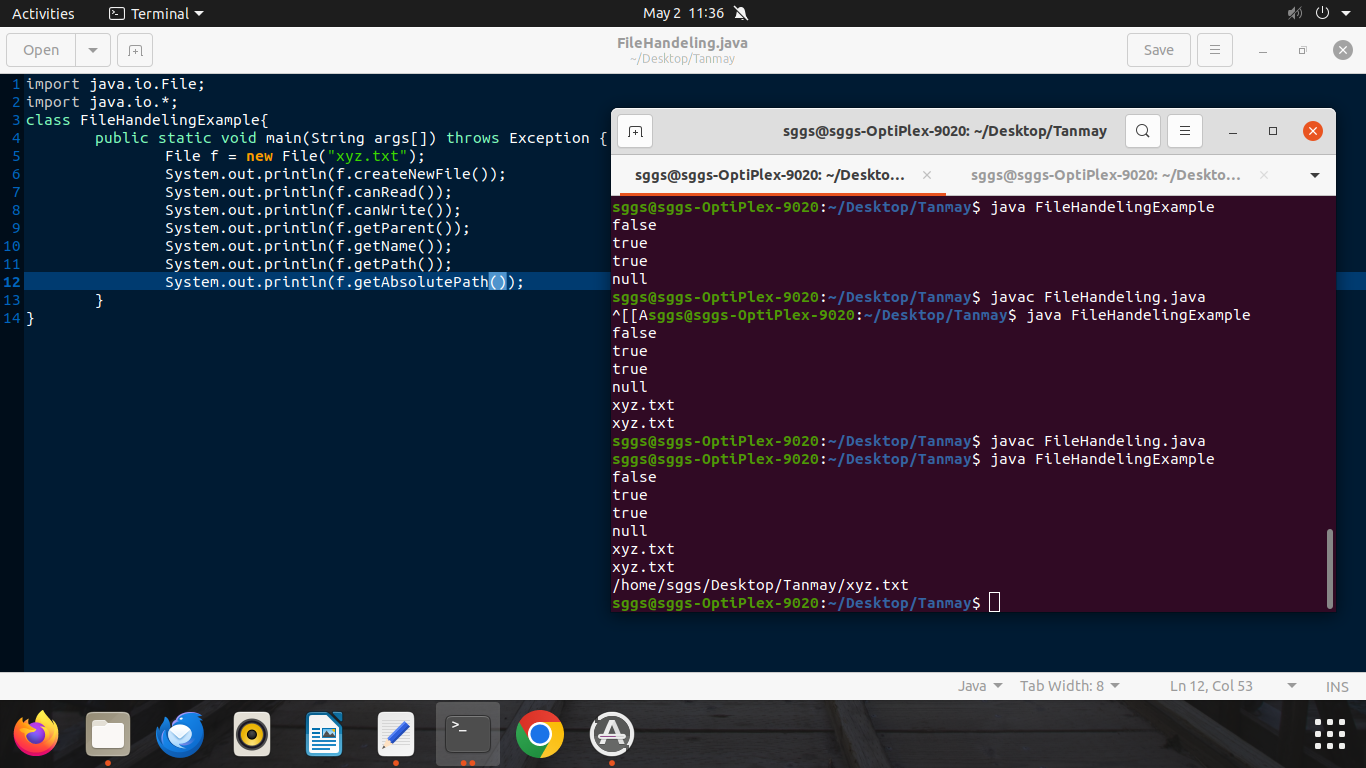 Activities
Terminal
May 2 11:36
Open
FileHandeling.java
~/Desktop/Tanmay
Save
1 import java.io.File;
2 import java.io.*;
3 class FileHandelingExample{
4 public static void main(String args[]) throws Exception {
5 File f = new File("xyz.txt");
6 System.out.println(f.createNewFile());
7 System.out.println(f.canRead());
8 System.out.println(f.canWrite());
9 System.out.println(f.getParent());
10 System.out.println(f.getName());
11 System.out.println(f.getPath());
12 System.out.println(f.getAbsolutePath());
13 }
14 }
sggs@sggs-OptiPlex-9020: ~/Desktop/Tanmay
sggs@sggs-OptiPlex-9020: ~/Deskto...
sggs@sggs-OptiPlex-9020: ~/Deskto...
sggs@sggs-OptiPlex-9020:~/Desktop/Tanmay$ java FileHandelingExample
false
true
true
null
sggs@sggs-OptiPlex-9020:~/Desktop/Tanmay$ javac FileHandeling.java
^[[Asggs@sggs-OptiPlex-9020:~/Desktop/Tanmay$ java FileHandelingExample
false
true
true
null
xyz.txt
xyz.txt
sggs@sggs-OptiPlex-9020:~/Desktop/Tanmay$ javac FileHandeling.java
sggs@sggs-OptiPlex-9020:~/Desktop/Tanmay$ java FileHandelingExample
false
true
true
null
xyz.txt
xyz.txt
/home/sggs/Desktop/Tanmay/xyz.txt
sggs@sggs-OptiPlex-9020:~/Desktop/Tanmay$
Java
Tab Width: 8
Ln 12, Col 53
INS